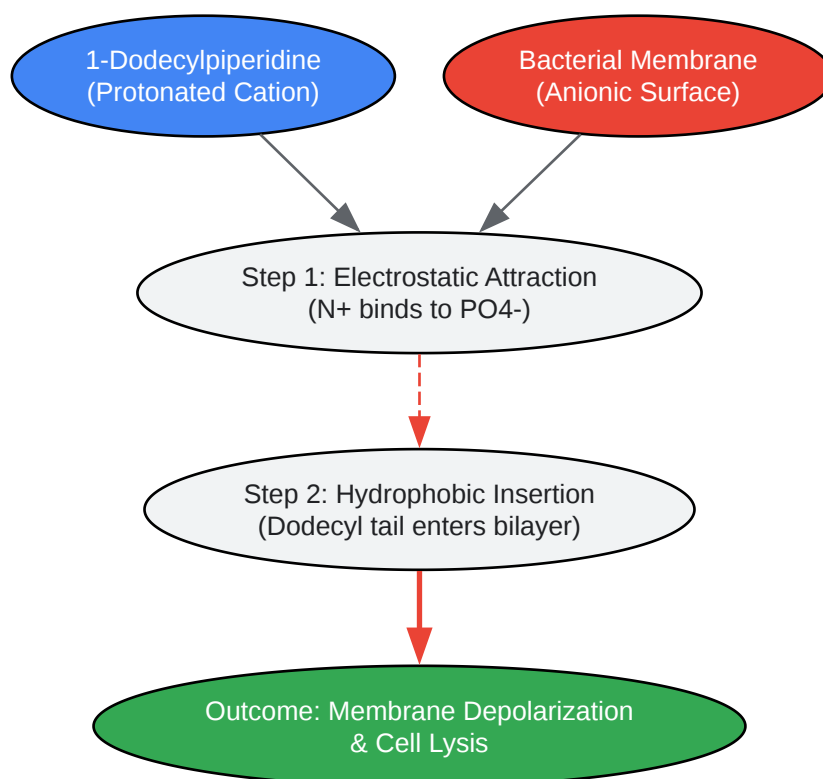 1-Dodecylpiperidine
(Protonated Cation)
Bacterial Membrane
(Anionic Surface)
Step 1: Electrostatic Attraction
(N+ binds to PO4-)
Step 2: Hydrophobic Insertion
(Dodecyl tail enters bilayer)
Outcome: Membrane Depolarization
& Cell Lysis